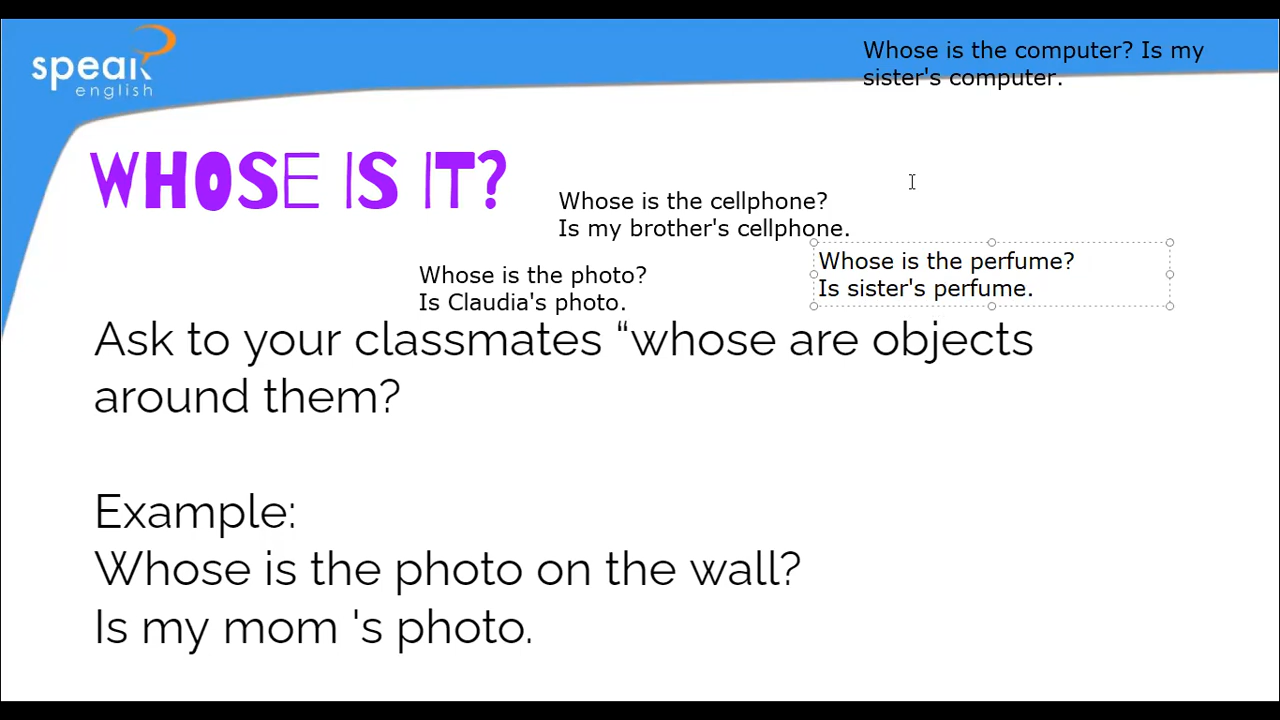 speak
english
Whose is the computer? Is my
sister's computer.
WHOSE IS IT?
Whose is the cellphone?
Is my brother's cellphone.
Whose is the perfume?
Is sister's perfume.
Whose is the photo?
Is Claudia's photo.
Ask to your classmates “whose are objects
around them?
Example:
Whose is the photo on the wall?
Is my mom 's photo.